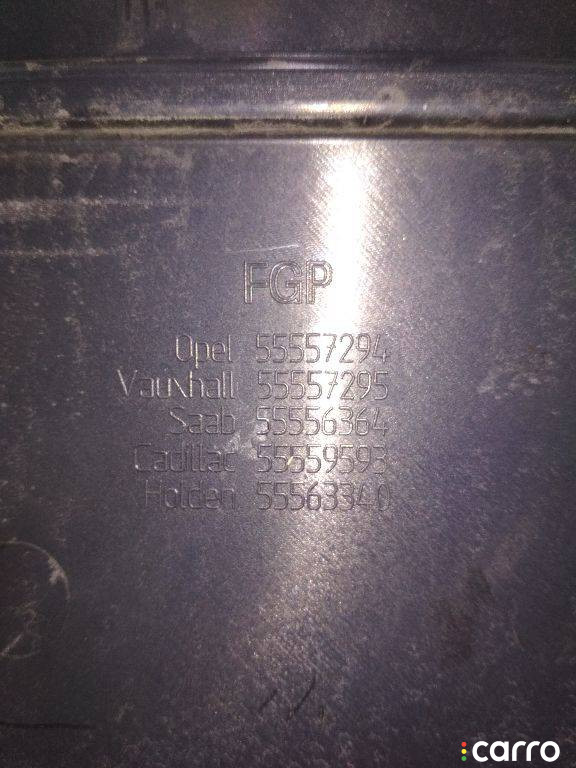 FGP
Opel 55557294
Vauxhall 55557295
Saab 55556364
Cadillac 55559593
Holden 55563340
carro